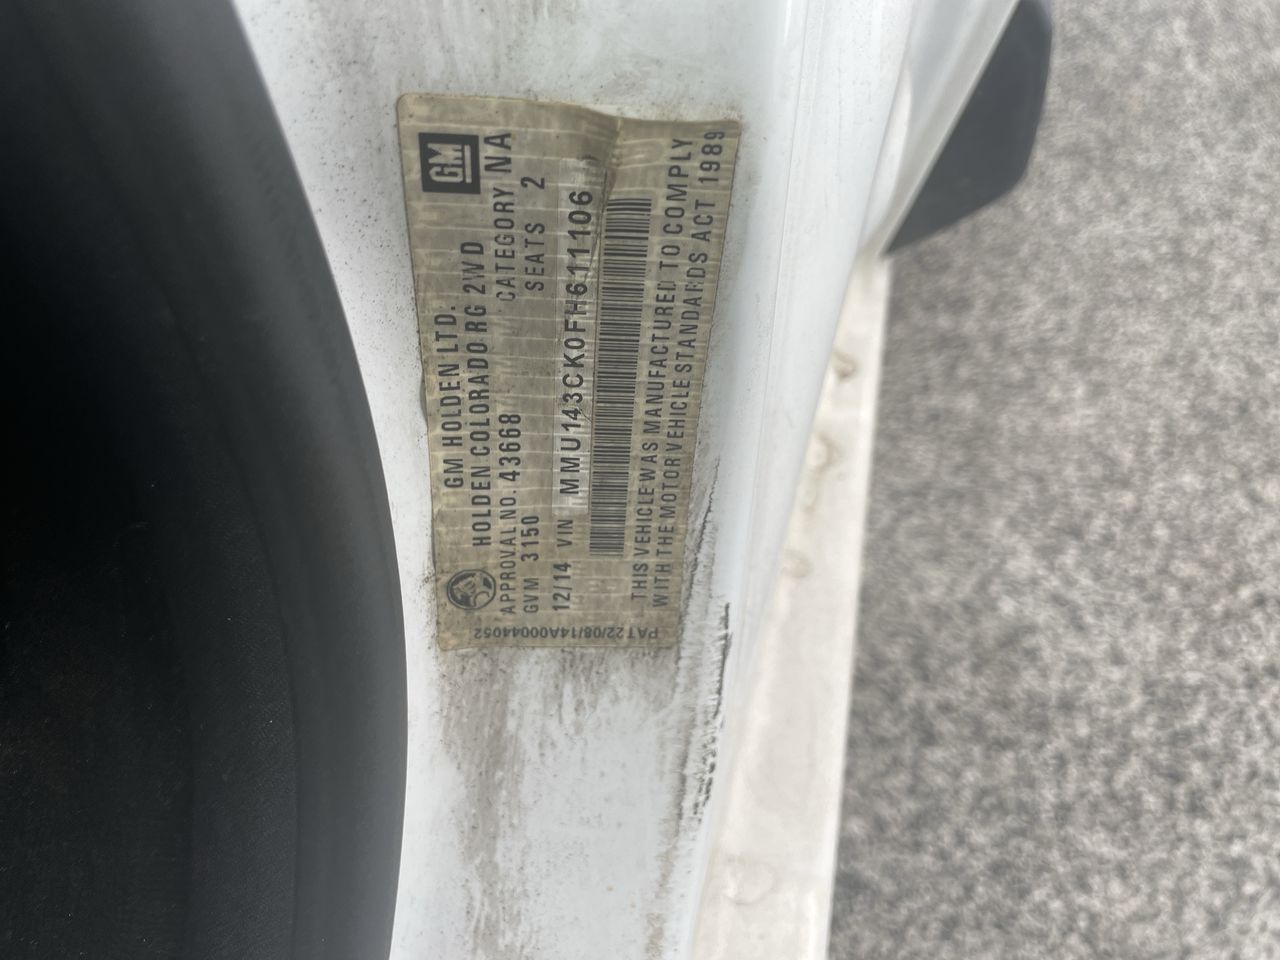 GM
GM HOLDEN LTD.
HOLDEN COLORADO RG 2WD
APPROVAL NO. 43668 CATEGORY NA
GVM 3150 SEATS 2
12/14 VIN MMU143CK0FH611106
THIS VEHICLE WAS MANUFACTURED TO COMPLY
WITH THE MOTOR VEHICLE STANDARDS ACT 1989
PAT22/08/14A00044052